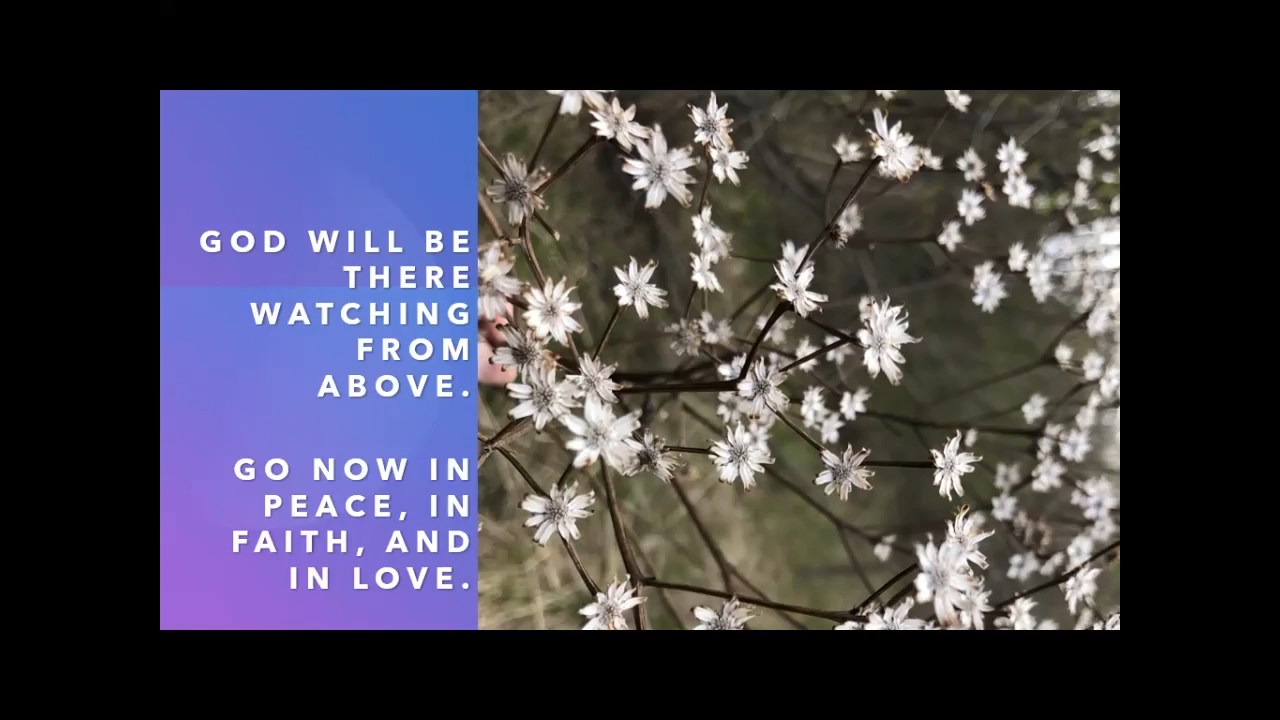 GOD WILL BE
THERE
WATCHING
FROM
ABOVE.
GO NOW IN
PEACE, IN
FAITH, AND
IN LOVE.